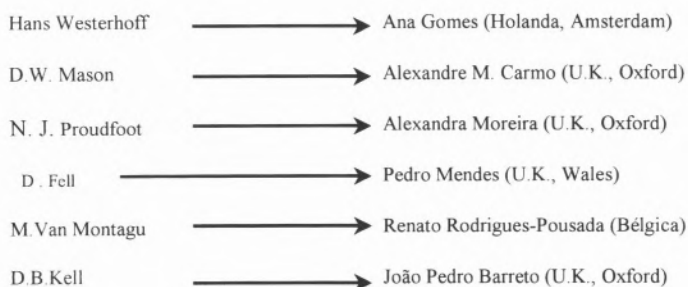 Hans Westerhoff Ana Gomes (Holanda, Amsterdam)
D.W. Mason Alexandre M. Carmo (U.K., Oxford)
N. J. Proudfoot Alexandra Moreira (U.K., Oxford)
D . Fell Pedro Mendes (U.K., Wales)
M.Van Montagu Renato Rodrigues-Pousada (Bélgica)
D.B.Kell João Pedro Barreto (U.K., Oxford)